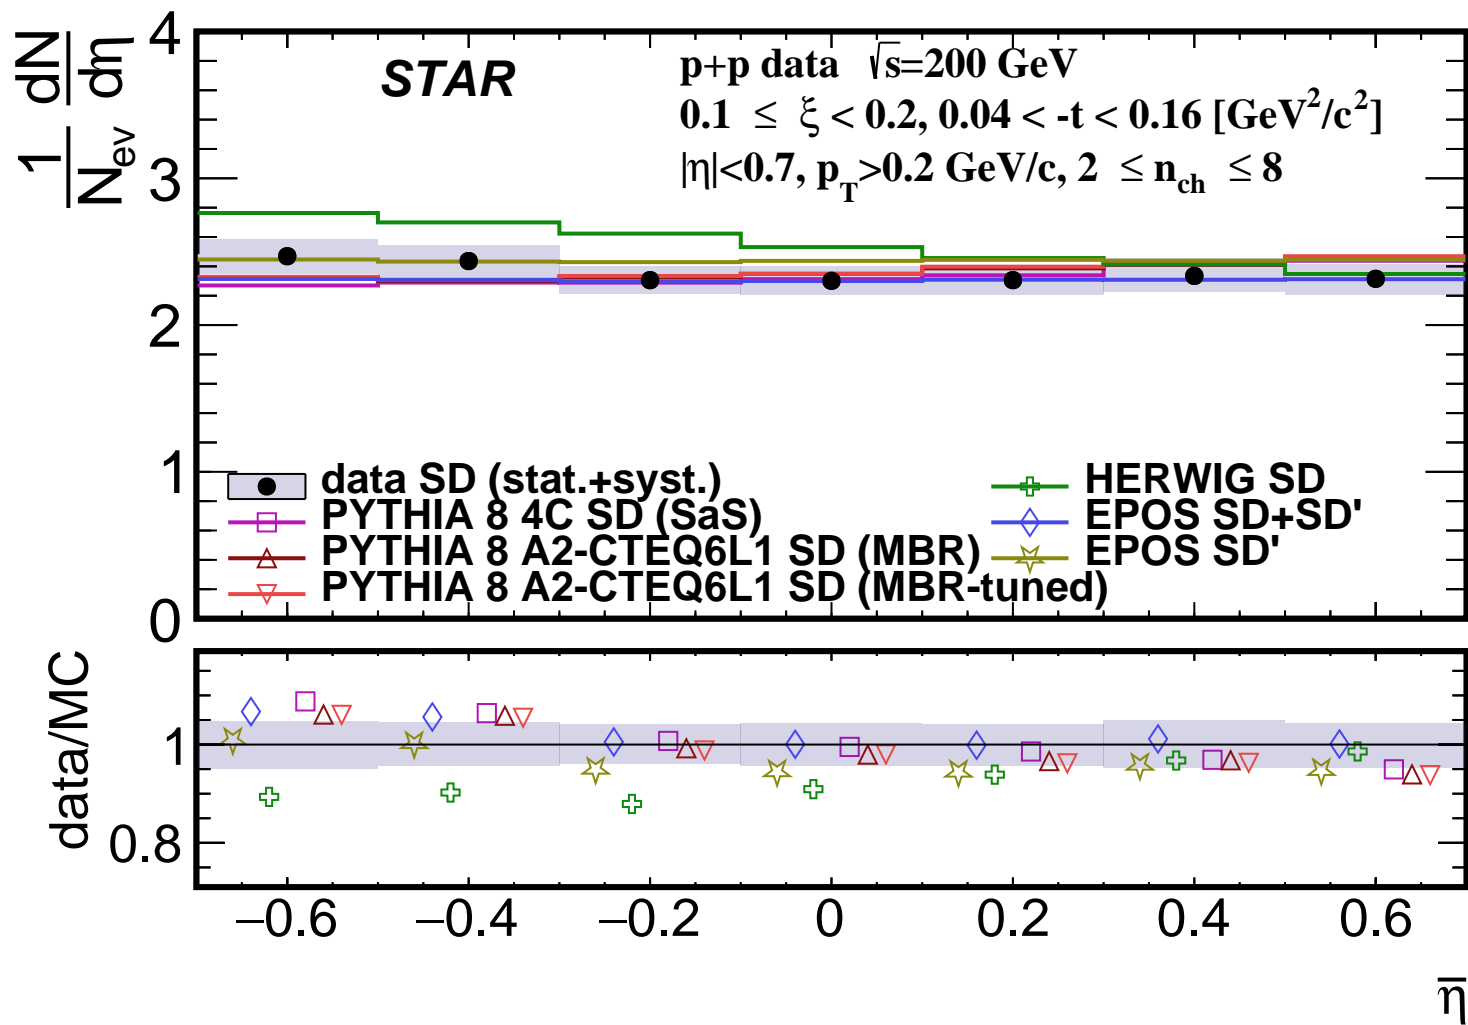 1/N_ev dN/dη
STAR
p+p data √s=200 GeV
0.1 ≤ ξ < 0.2, 0.04 < -t < 0.16 [GeV²/c²]
|η|<0.7, p_T>0.2 GeV/c, 2 ≤ n_ch ≤ 8
4
3
2
1
0
data SD (stat.+syst.)
PYTHIA 8 4C SD (SaS)
PYTHIA 8 A2-CTEQ6L1 SD (MBR)
PYTHIA 8 A2-CTEQ6L1 SD (MBR-tuned)
HERWIG SD
EPOS SD+SD'
EPOS SD'
data/MC
1
0.8
−0.6 −0.4 −0.2 0 0.2 0.4 0.6
η̅